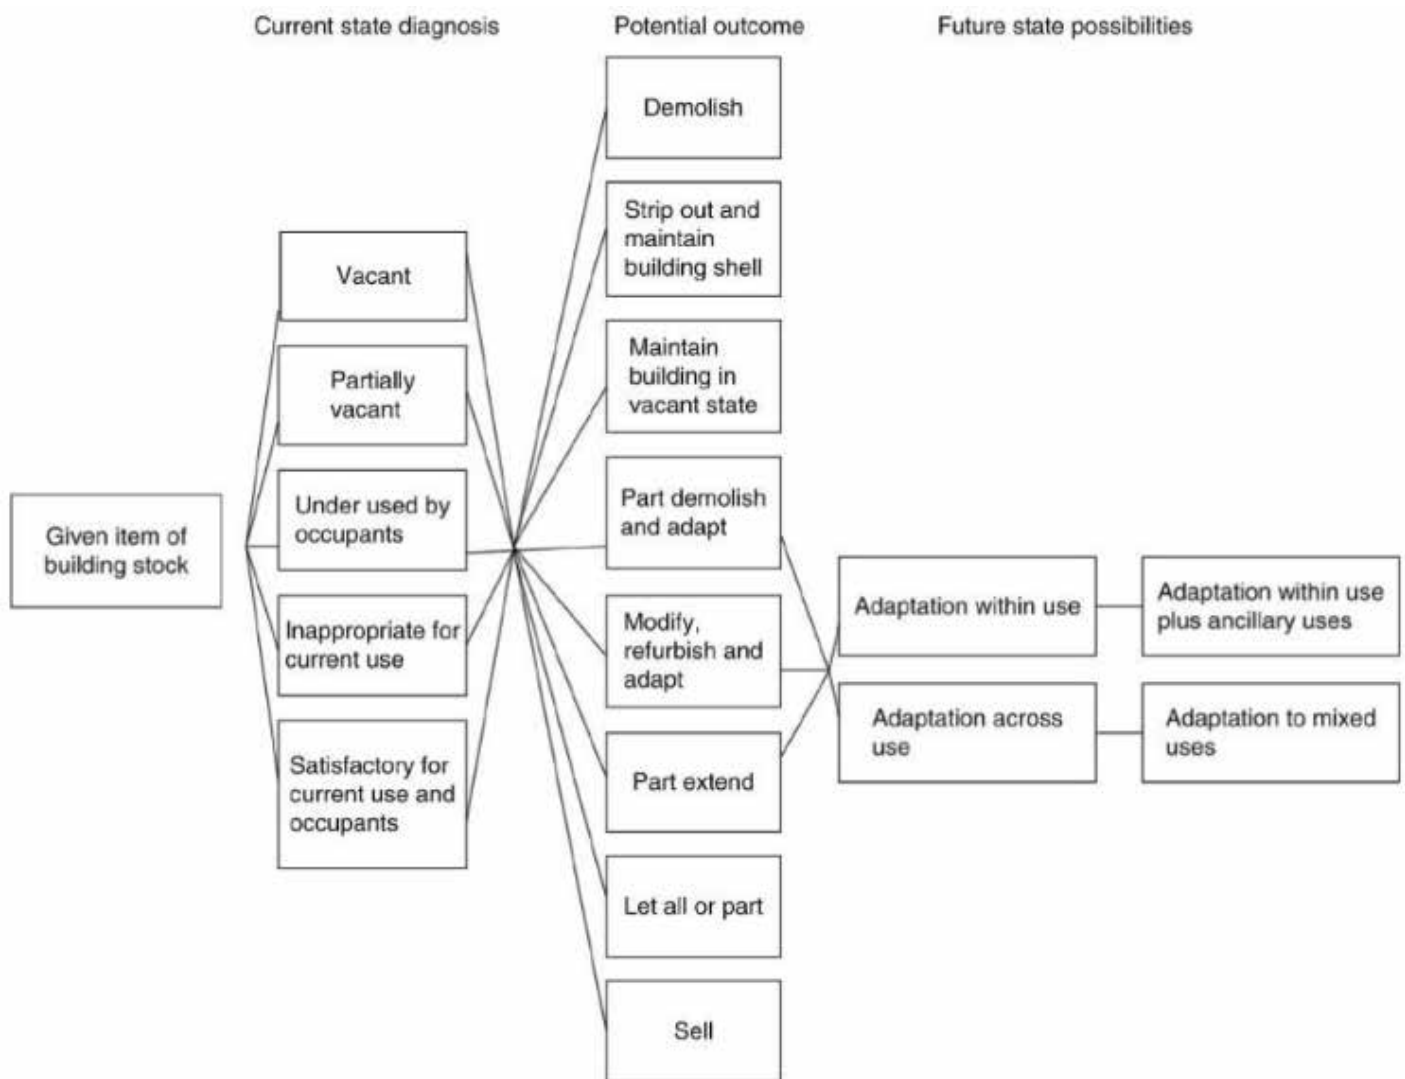 Current state diagnosis
Potential outcome
Future state possibilities
Given item of
building stock
Vacant
Partially
vacant
Under used by
occupants
Inappropriate for
current use
Satisfactory for
current use and
occupants
Demolish
Strip out and
maintain
building shell
Maintain
building in
vacant state
Part demolish
and adapt
Modify,
refurbish and
adapt
Part extend
Let all or part
Sell
Adaptation within use
Adaptation within use
plus ancillary uses
Adaptation across
use
Adaptation to mixed
uses